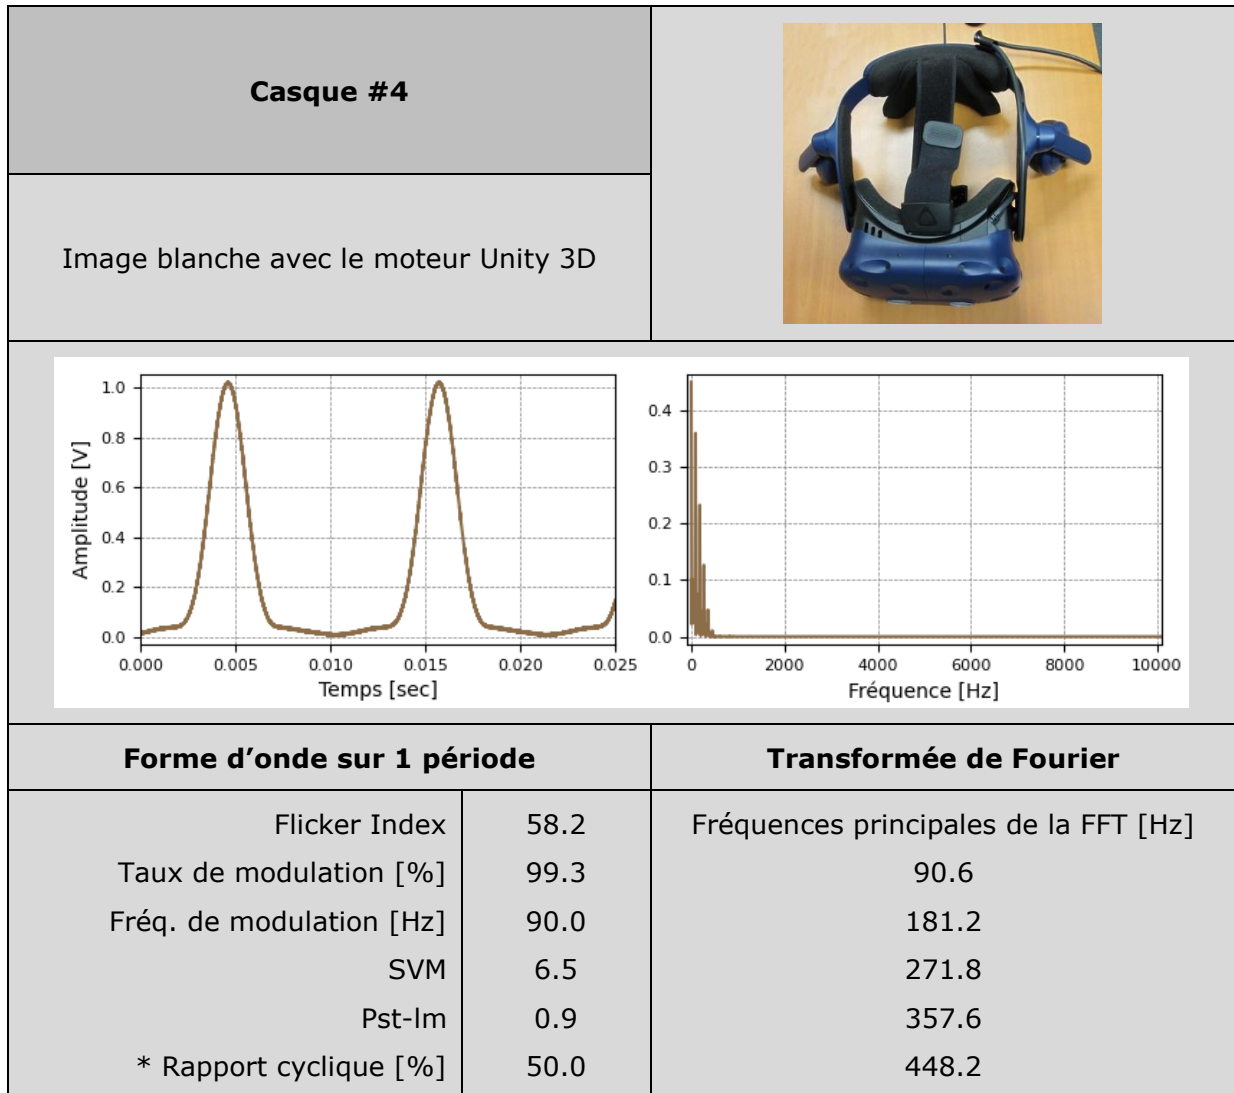 Casque #4
Image blanche avec le moteur Unity 3D
1.0
0.8
0.6
0.4
0.2
0.0
Amplitude [V]
0.000 0.005 0.010 0.015 0.020 0.025
Temps [sec]
0.4
0.3
0.2
0.1
0.0
0 2000 4000 6000 8000 10000
Fréquence [Hz]
Forme d’onde sur 1 période
Transformée de Fourier
Flicker Index 58.2 Fréquences principales de la FFT [Hz]
Taux de modulation [%] 99.3 90.6
Fréq. de modulation [Hz] 90.0 181.2
SVM 6.5 271.8
Pst-lm 0.9 357.6
* Rapport cyclique [%] 50.0 448.2